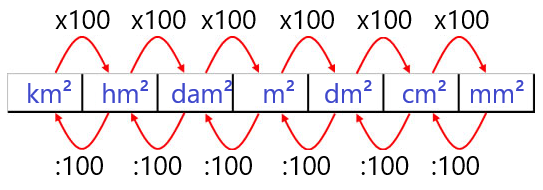 x100 x100 x100 x100 x100 x100
km² hm² dam² m² dm² cm² mm²
:100 :100 :100 :100 :100 :100